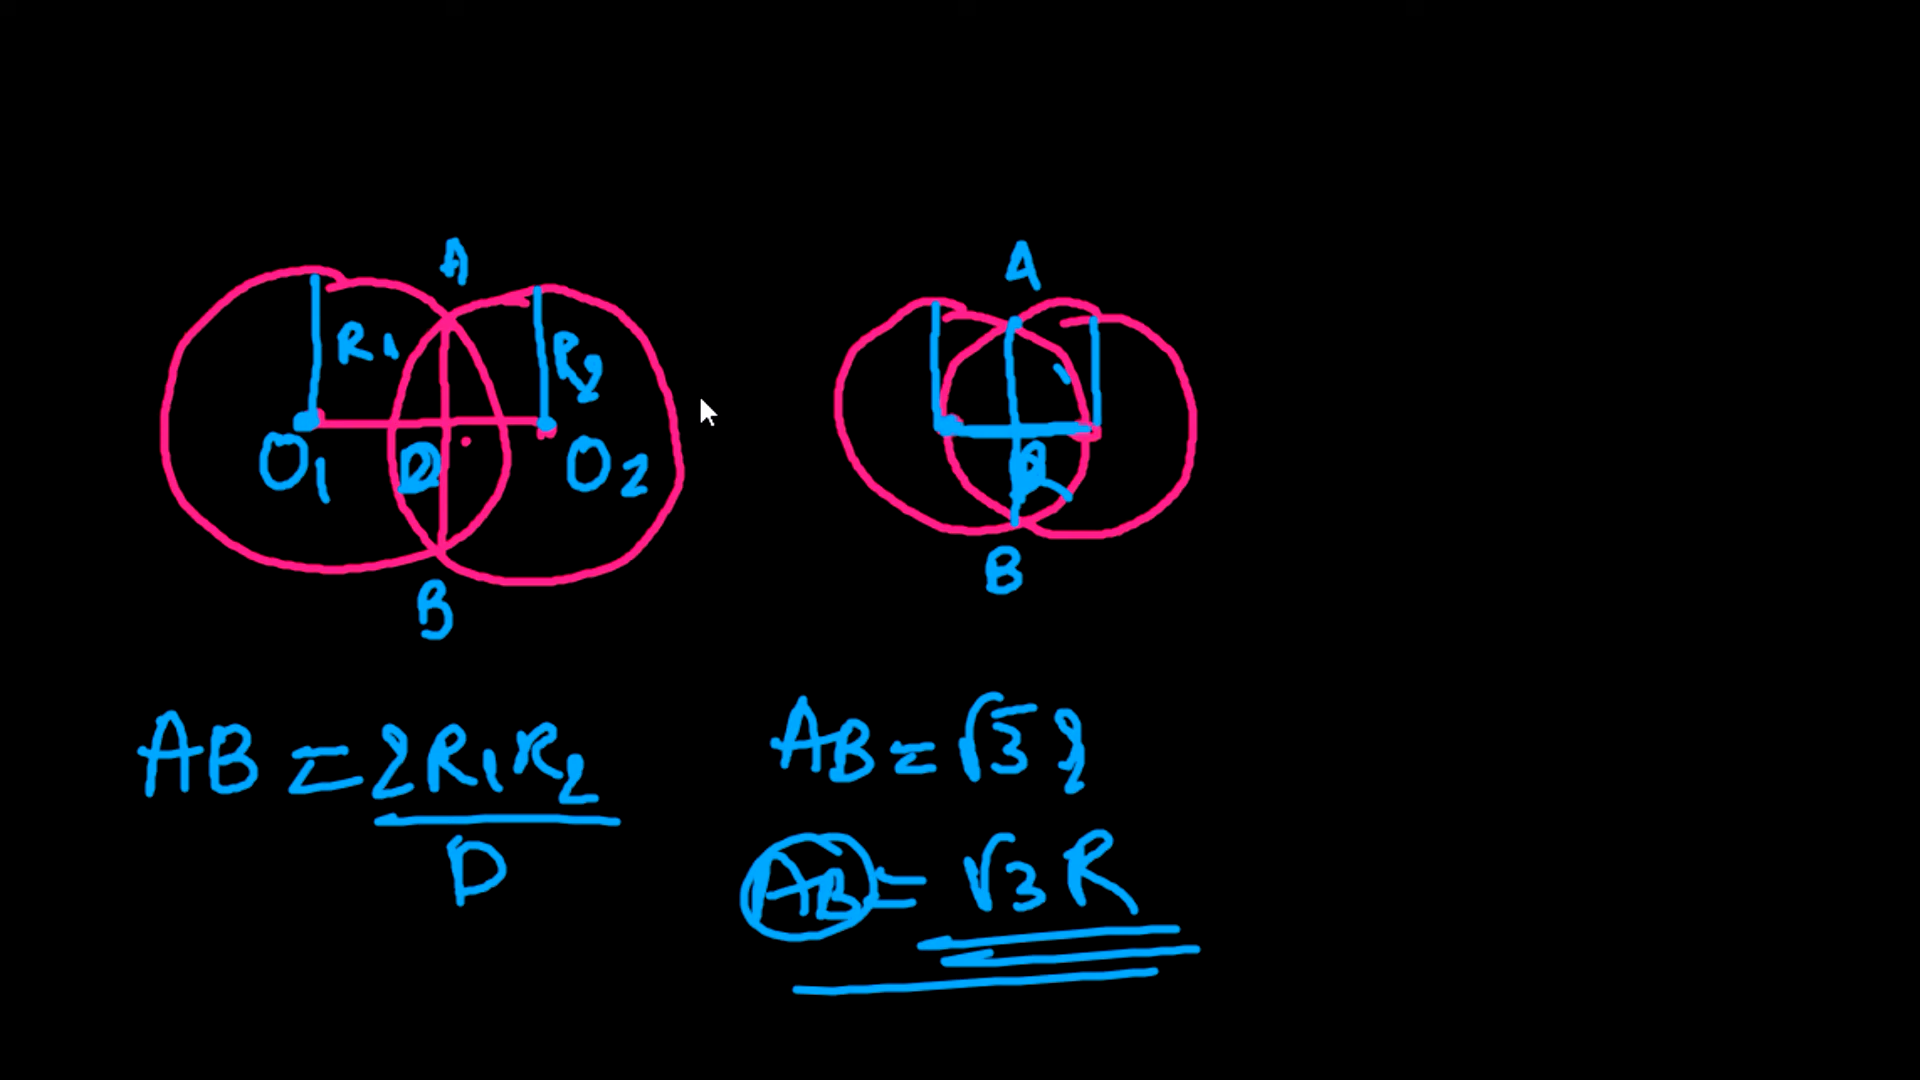 A
R1
R2
O1
D
O2
B
A
R
B
AB = 2R1R2
D
AB = √3 r
AB = √3 R